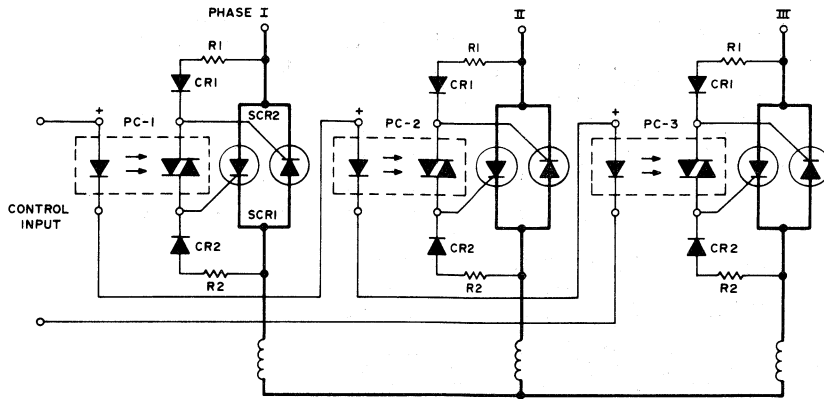 PHASE I
II
III
R1
R1
R1
CR1
CR1
CR1
+
PC-1
SCR2
+
PC-2
+
PC-3
CONTROL
INPUT
SCR1
CR2
CR2
CR2
R2
R2
R2